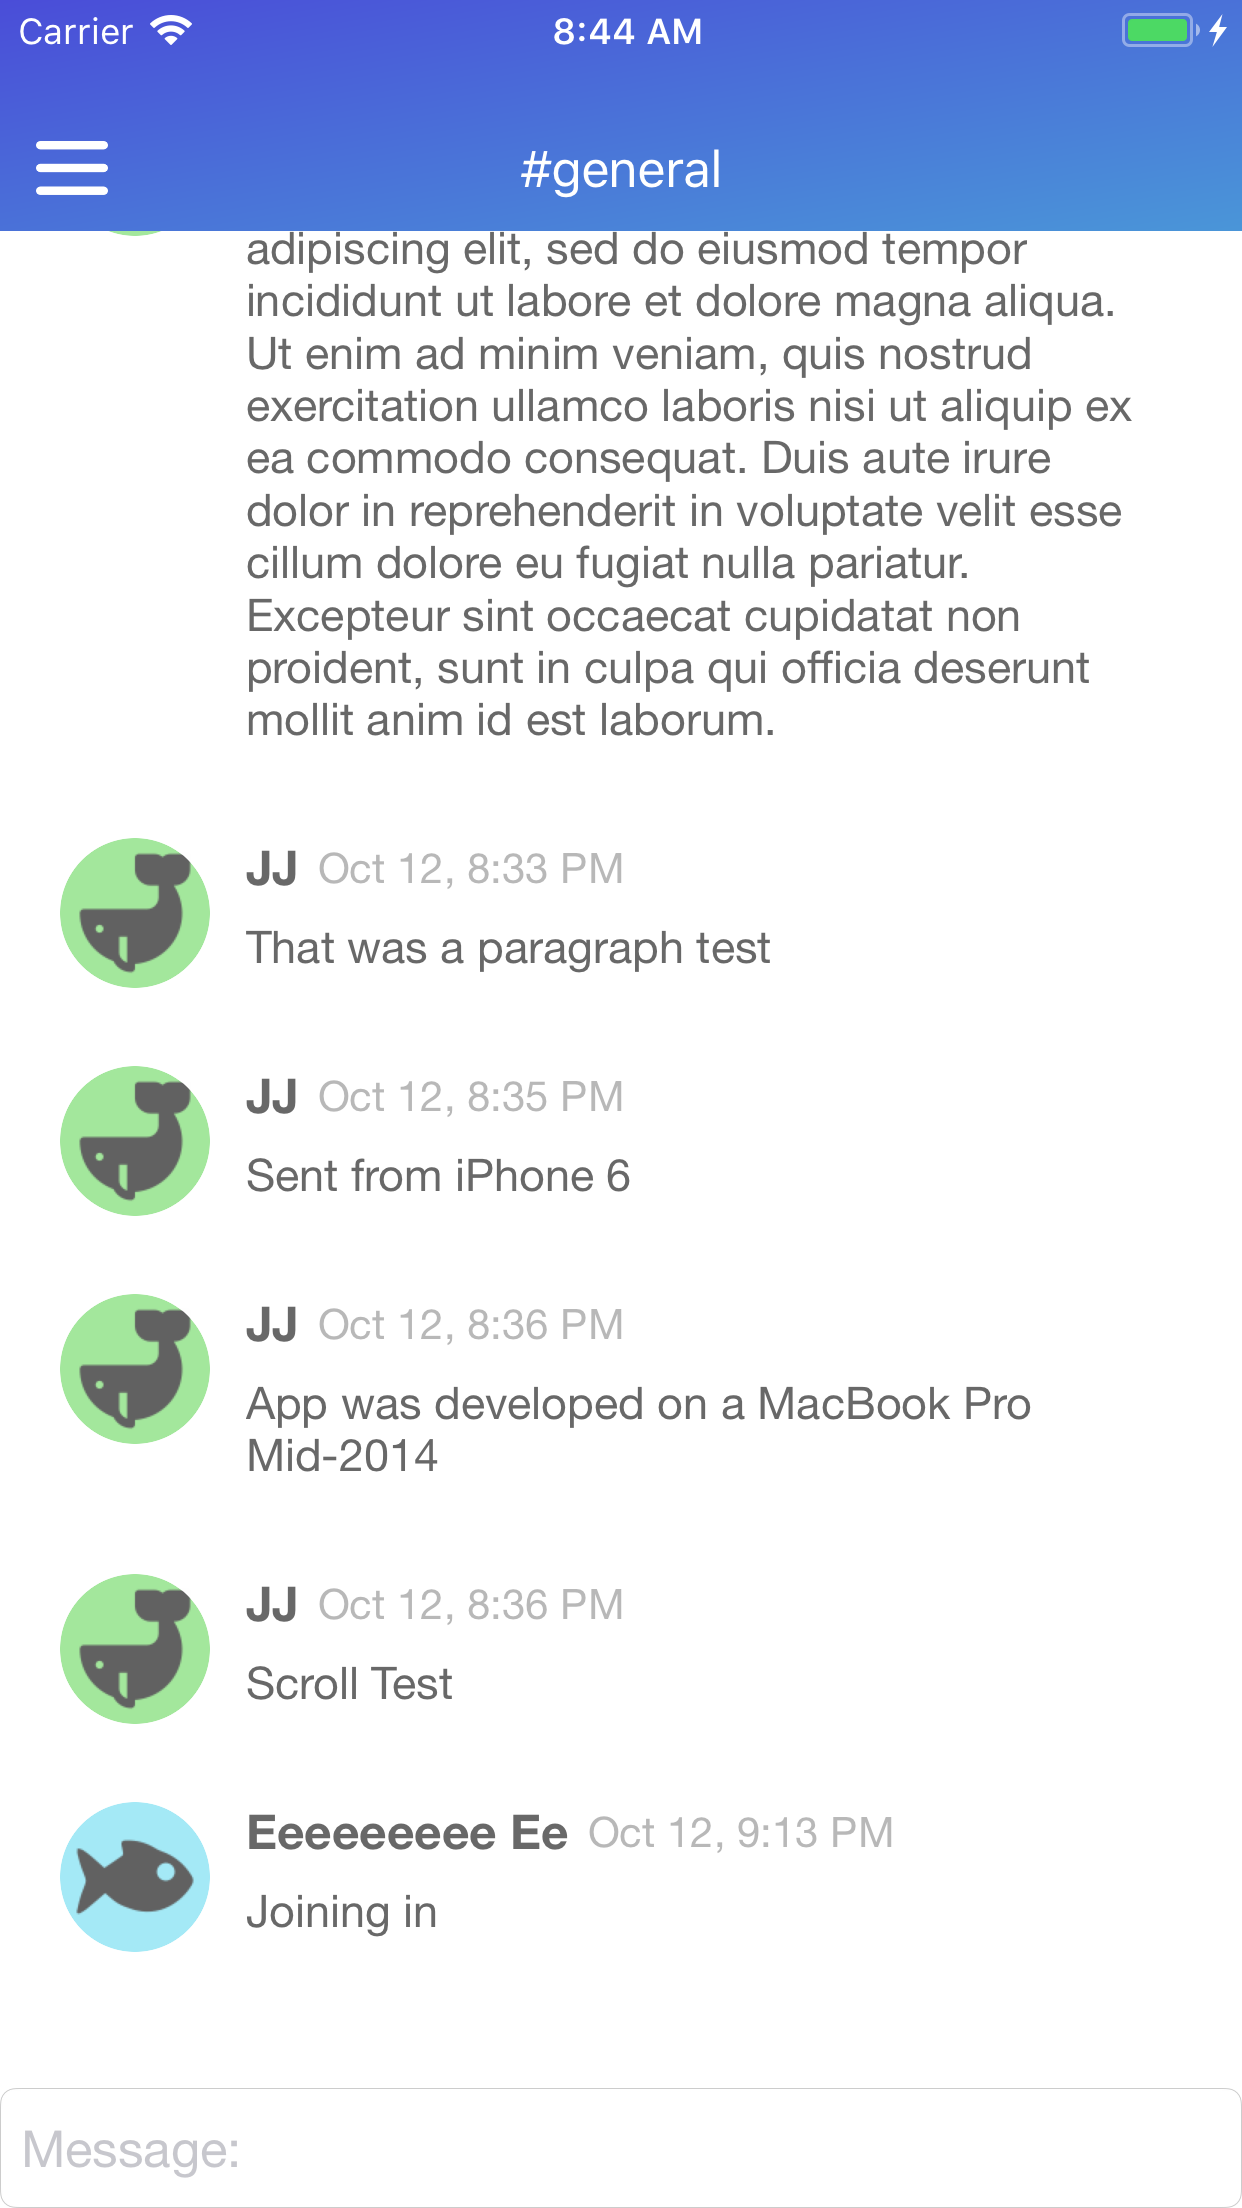 Carrier 8:44 AM
#general
adipiscing elit, sed do eiusmod tempor
incididunt ut labore et dolore magna aliqua.
Ut enim ad minim veniam, quis nostrud
exercitation ullamco laboris nisi ut aliquip ex
ea commodo consequat. Duis aute irure
dolor in reprehenderit in voluptate velit esse
cillum dolore eu fugiat nulla pariatur.
Excepteur sint occaecat cupidatat non
proident, sunt in culpa qui officia deserunt
mollit anim id est laborum.
JJ Oct 12, 8:33 PM
That was a paragraph test
JJ Oct 12, 8:35 PM
Sent from iPhone 6
JJ Oct 12, 8:36 PM
App was developed on a MacBook Pro
Mid-2014
JJ Oct 12, 8:36 PM
Scroll Test
Eeeeeeeee Ee Oct 12, 9:13 PM
Joining in
Message: